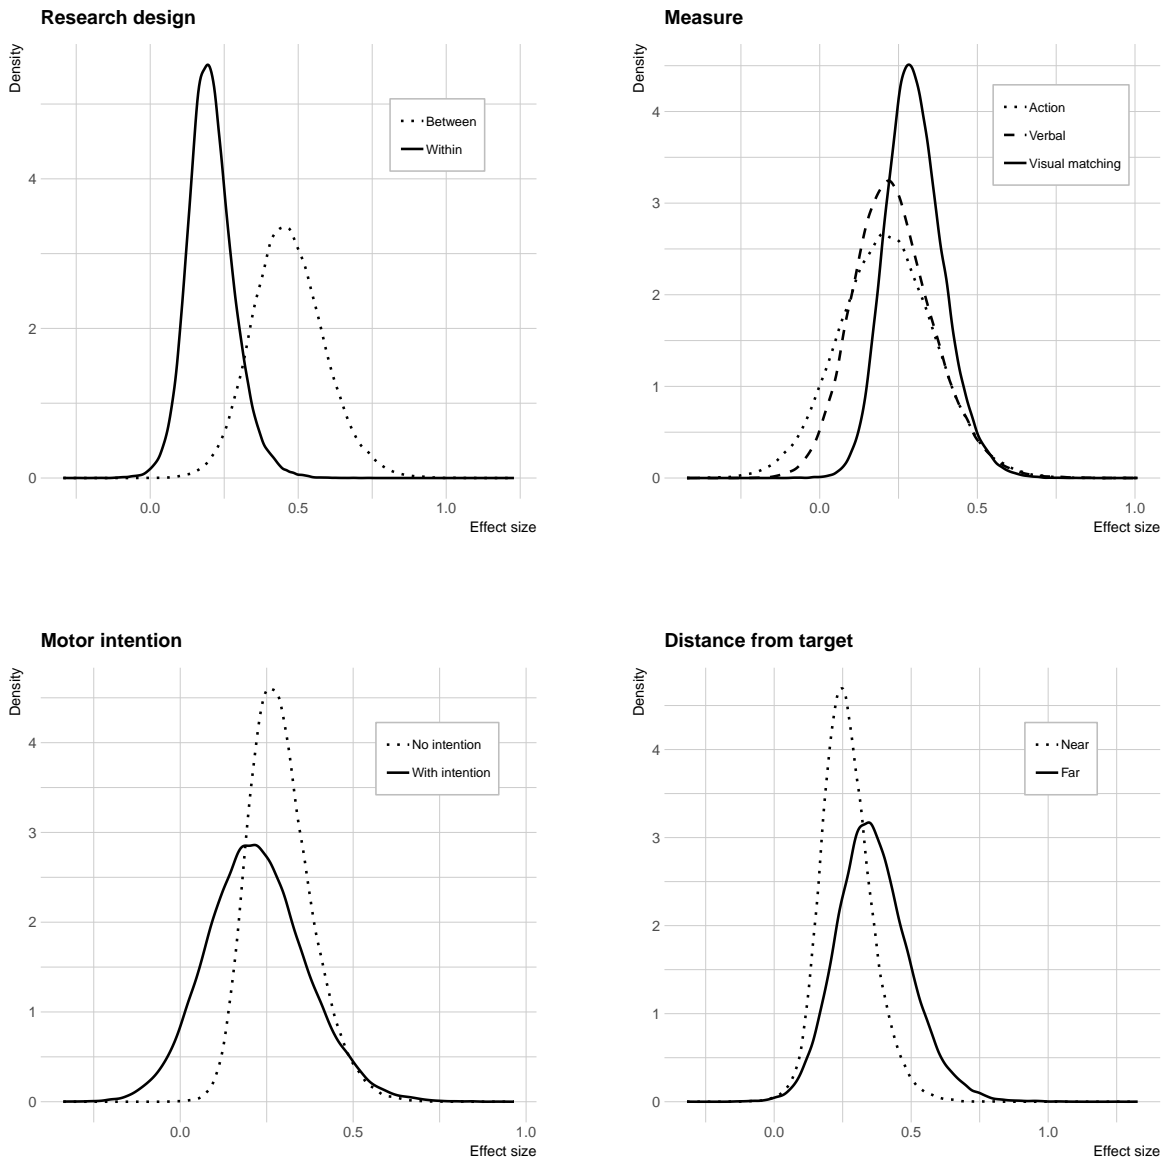 Research design
Density
Between
Within
4
2
0
0.0 0.5 1.0
Effect size
Measure
Density
Action
Verbal
Visual matching
4
3
2
1
0
0.0 0.5 1.0
Effect size
Motor intention
Density
No intention
With intention
4
3
2
1
0
0.0 0.5 1.0
Effect size
Distance from target
Density
Near
Far
4
3
2
1
0
0.0 0.5 1.0
Effect size